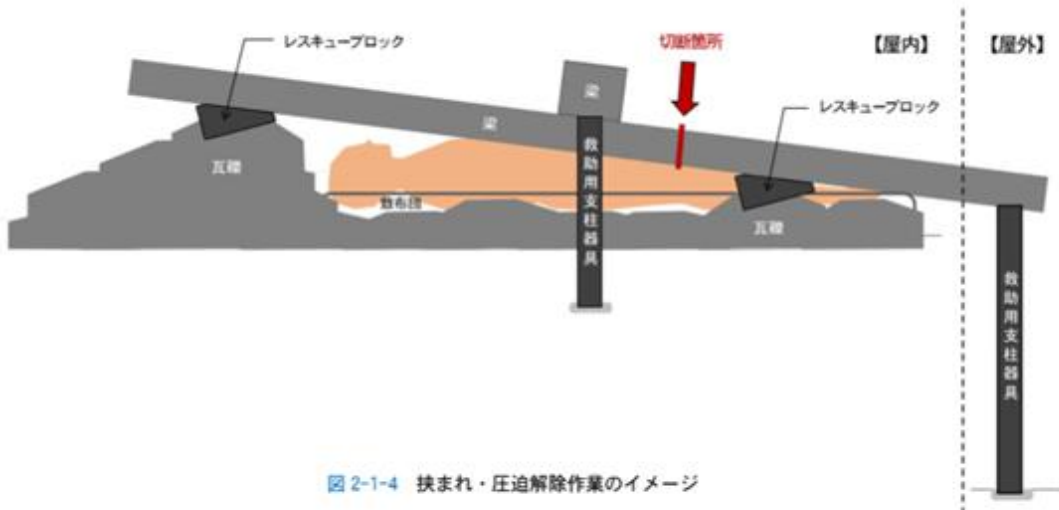 レスキューブロック
切断箇所
【屋内】
【屋外】
梁
レスキューブロック
梁
救助用支柱器具
瓦礫
敷布団
瓦礫
救助用支柱器具
図 2-1-4 挟まれ・圧迫解除作業のイメージ